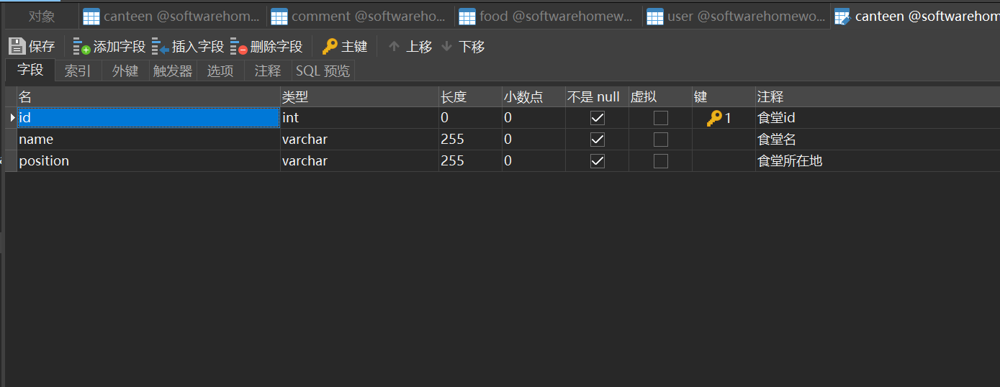 对象 canteen @softwarehom... comment @softwareho... food @softwarehomew... user @softwarehomewo... canteen @softwarehom
保存 添加字段 插入字段 删除字段 主键 上移 下移
字段 索引 外键 触发器 选项 注释 SQL 预览
名 类型 长度 小数点 不是 null 虚拟 键 注释
id int 0 0 1 食堂id
name varchar 255 0 食堂名
position varchar 255 0 食堂所在地